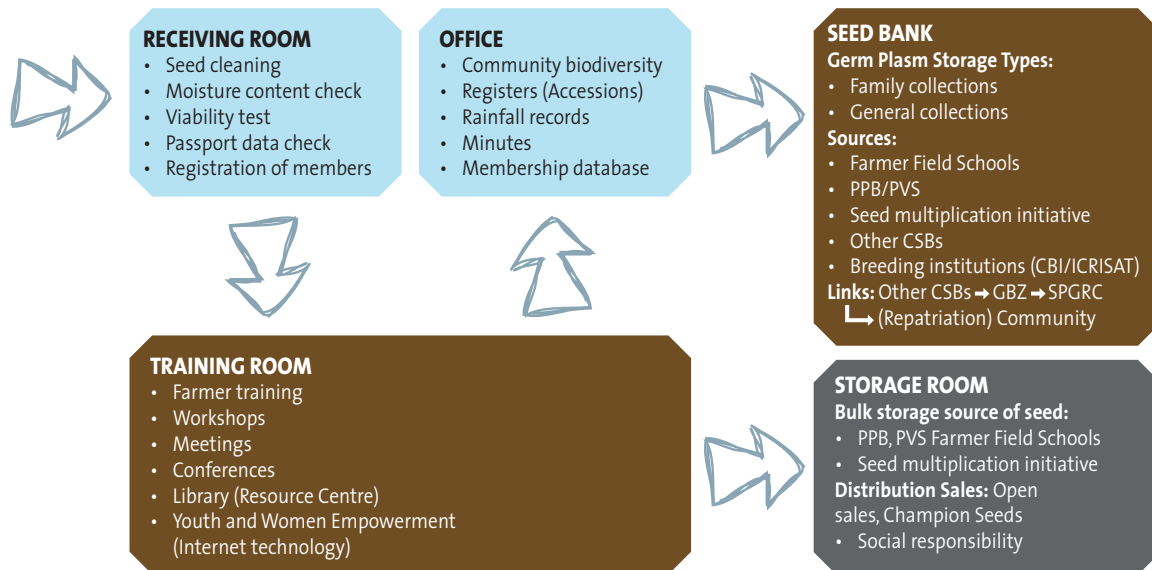 RECEIVING ROOM
• Seed cleaning
• Moisture content check
• Viability test
• Passport data check
• Registration of members
OFFICE
• Community biodiversity
• Registers (Accessions)
• Rainfall records
• Minutes
• Membership database
SEED BANK
Germ Plasm Storage Types:
• Family collections
• General collections
Sources:
• Farmer Field Schools
• PPB/PVS
• Seed multiplication initiative
• Other CSBs
• Breeding institutions (CBI/ICRISAT)
Links: Other CSBs ➞ GBZ ➞ SPGRC
(Repatriation) Community
TRAINING ROOM
• Farmer training
• Workshops
• Meetings
• Conferences
• Library (Resource Centre)
• Youth and Women Empowerment
(Internet technology)
STORAGE ROOM
Bulk storage source of seed:
• PPB, PVS Farmer Field Schools
• Seed multiplication initiative
Distribution Sales: Open
sales, Champion Seeds
• Social responsibility